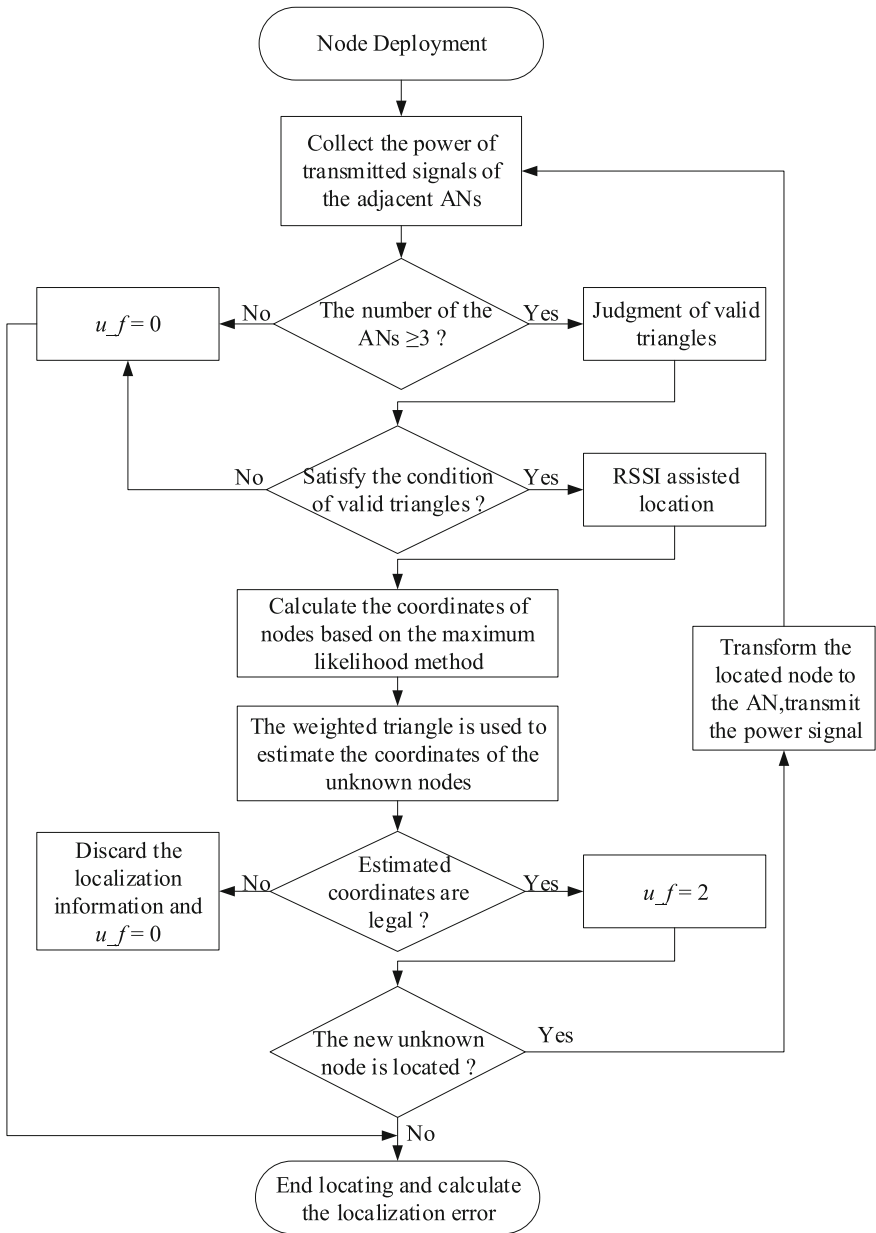 Node Deployment
Collect the power of
transmitted signals of
the adjacent ANs
u_f = 0
No
The number of the
ANs ≥3 ?
Yes
Judgment of valid
triangles
No
Satisfy the condition
of valid triangles ?
Yes
RSSI assisted
location
Calculate the coordinates of
nodes based on the maximum
likelihood method
Transform the
located node to
the AN,transmit
the power signal
The weighted triangle is used to
estimate the coordinates of the
unknown nodes
Discard the
localization
information and
u_f = 0
No
Estimated
coordinates are
legal ?
Yes
u_f = 2
The new unknown
node is located ?
Yes
No
End locating and calculate
the localization error